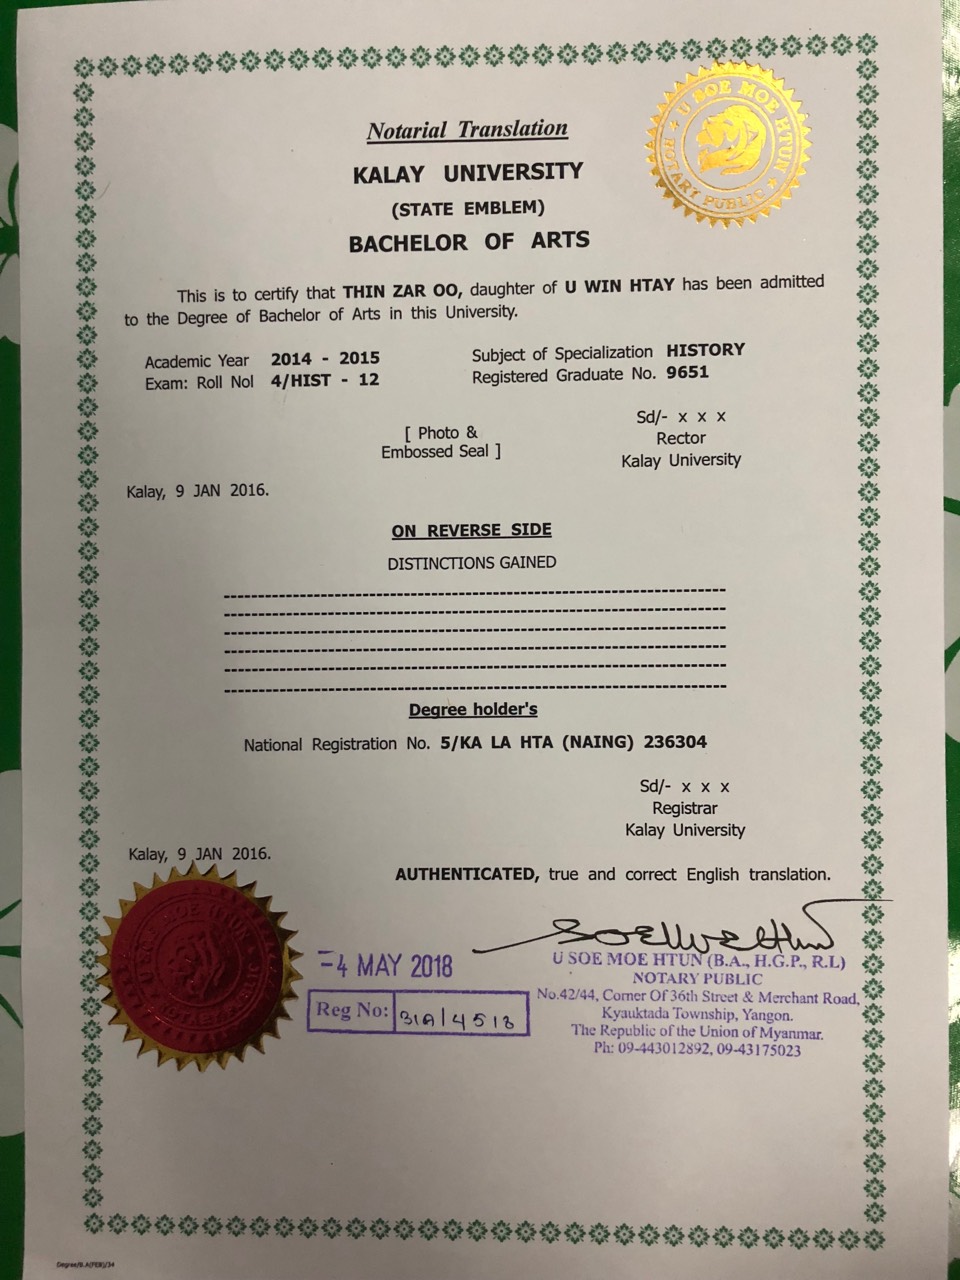 U SOE MOE HTUN
NOTARY PUBLIC
Notarial Translation
KALAY UNIVERSITY
(STATE EMBLEM)
BACHELOR OF ARTS
This is to certify that THIN ZAR OO, daughter of U WIN HTAY has been admitted
to the Degree of Bachelor of Arts in this University.
Academic Year 2014 - 2015
Subject of Specialization HISTORY
Exam: Roll Nol 4/HIST - 12
Registered Graduate No. 9651
[ Photo &
Embossed Seal ]
Sd/- x x x
Rector
Kalay University
Kalay, 9 JAN 2016.
ON REVERSE SIDE
DISTINCTIONS GAINED
Degree holder's
National Registration No. 5/KA LA HTA (NAING) 236304
Sd/- x x x
Registrar
Kalay University
Kalay, 9 JAN 2016.
AUTHENTICATED, true and correct English translation.
-4 MAY 2018
Reg No: 31A/4513
U SOE MOE HTUN (B.A., H.G.P., R.L)
NOTARY PUBLIC
No.42/44, Corner Of 36th Street & Merchant Road,
Kyauktada Township, Yangon.
The Republic of the Union of Myanmar.
Ph: 09-443012892, 09-43175023